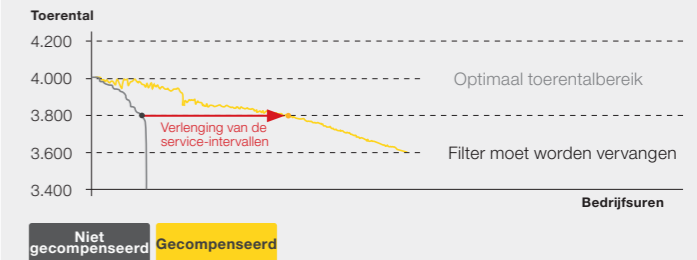 Toerental
4.200
4.000
Optimaal toerentalbereik
3.800
Verlenging van de
service-intervallen
3.600
Filter moet worden vervangen
3.400
Bedrijfsuren
Niet
gecompenseerd
Gecompenseerd